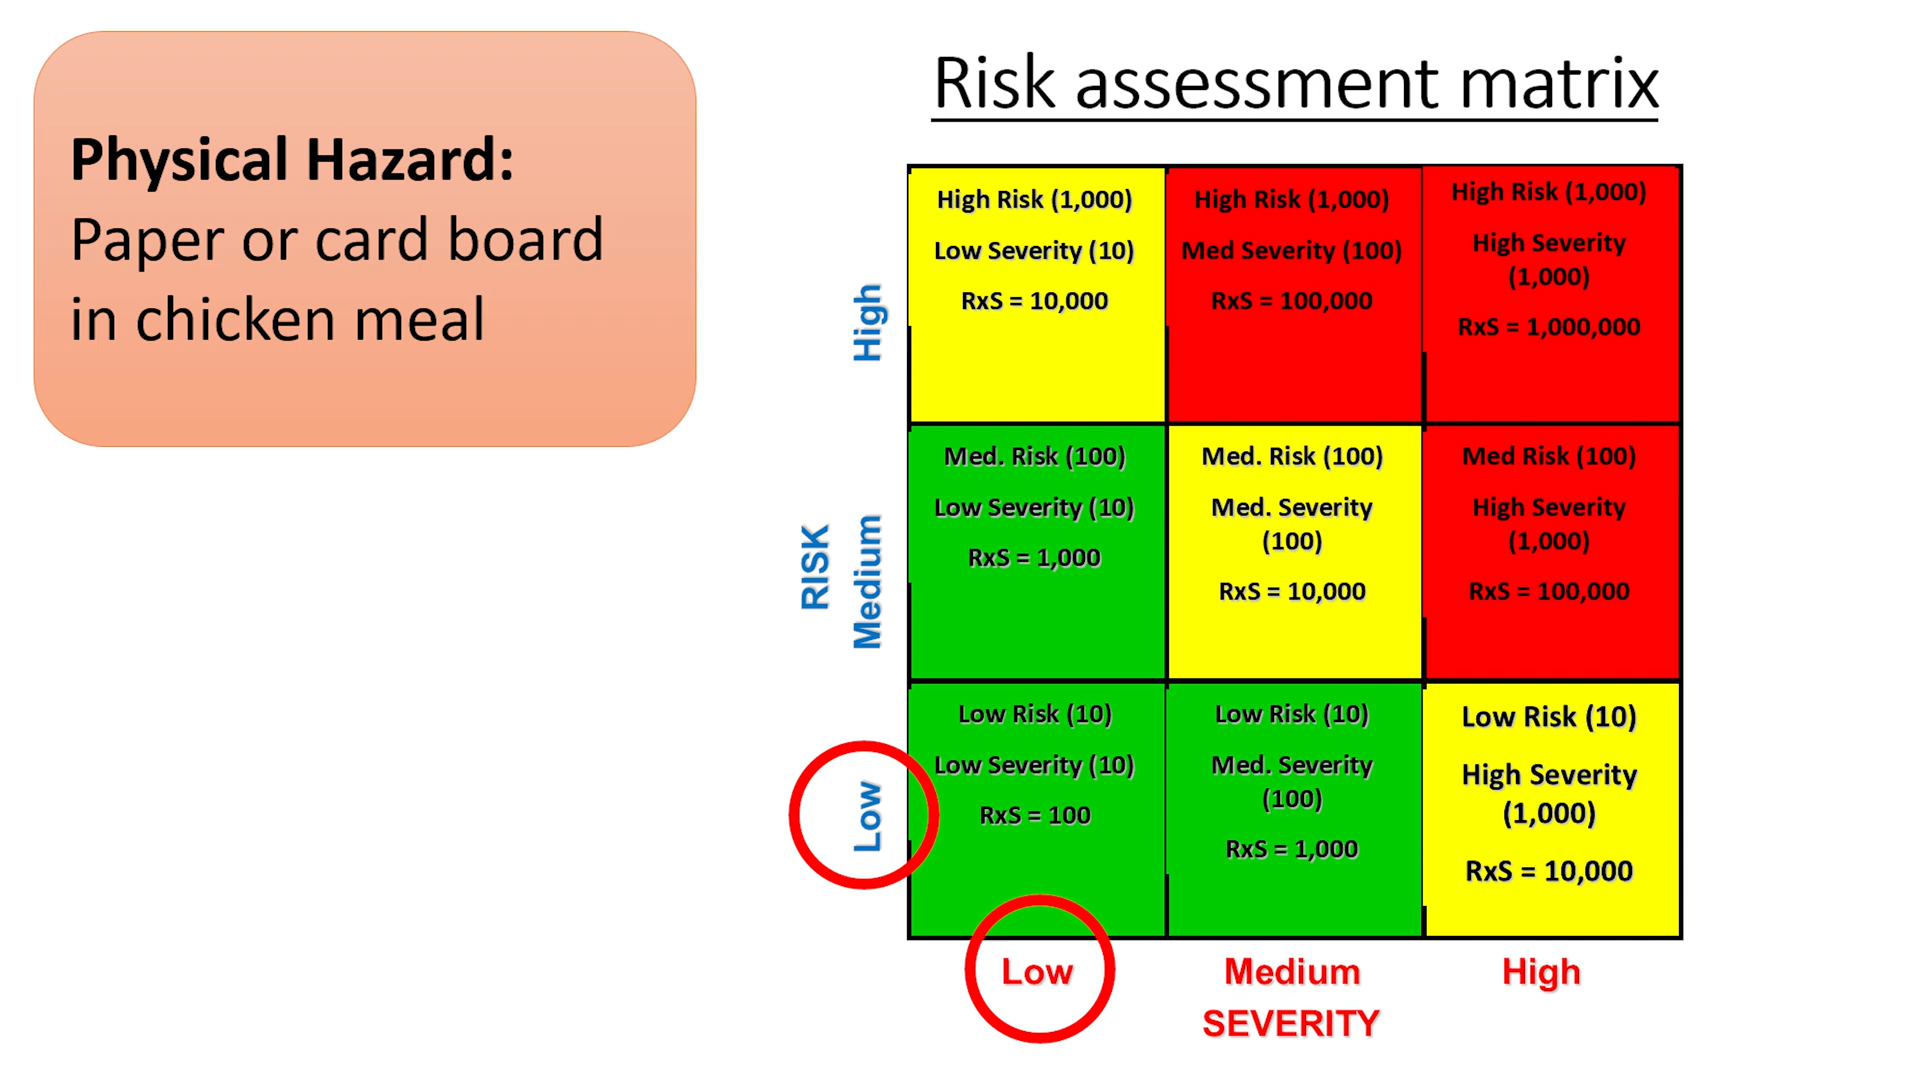 Physical Hazard:
Paper or card board
in chicken meal
Risk assessment matrix
High Risk (1,000)
Low Severity (10)
RxS = 10,000
High Risk (1,000)
Med Severity (100)
RxS = 100,000
High Risk (1,000)
High Severity
(1,000)
RxS = 1,000,000
High
Med. Risk (100)
Low Severity (10)
RxS = 1,000
Med. Risk (100)
Med. Severity
(100)
RxS = 10,000
Med Risk (100)
High Severity
(1,000)
RxS = 100,000
RISK
Medium
Low Risk (10)
Low Severity (10)
RxS = 100
Low Risk (10)
Med. Severity
(100)
RxS = 1,000
Low Risk (10)
High Severity
(1,000)
RxS = 10,000
Low
Low
Medium
High
SEVERITY